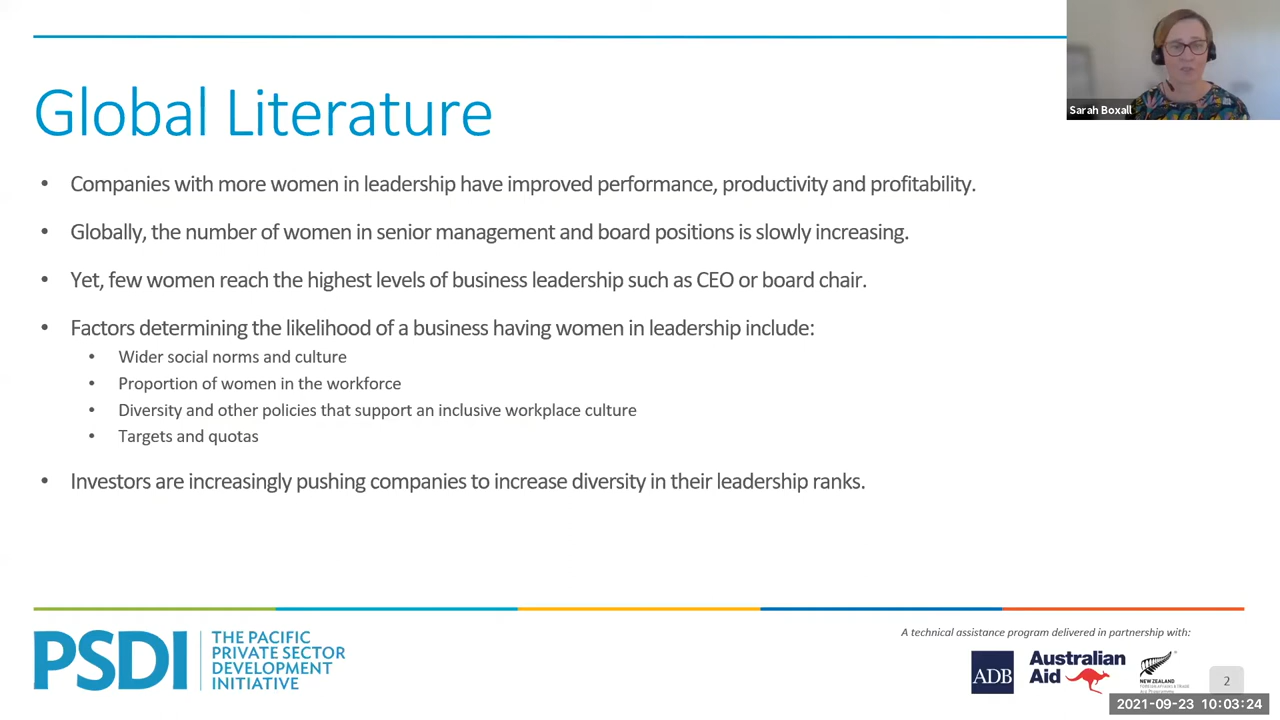 Sarah Boxall
Global Literature
• Companies with more women in leadership have improved performance, productivity and profitability.
• Globally, the number of women in senior management and board positions is slowly increasing.
• Yet, few women reach the highest levels of business leadership such as CEO or board chair.
• Factors determining the likelihood of a business having women in leadership include:
• Wider social norms and culture
• Proportion of women in the workforce
• Diversity and other policies that support an inclusive workplace culture
• Targets and quotas
• Investors are increasingly pushing companies to increase diversity in their leadership ranks.
PSDI
THE PACIFIC
PRIVATE SECTOR
DEVELOPMENT
INITIATIVE
A technical assistance program delivered in partnership with:
ADB
Australian
Aid
NEW ZEALAND
FOREIGN AFFAIRS & TRADE
Aid Programme
2
2021-09-23 10:03:24